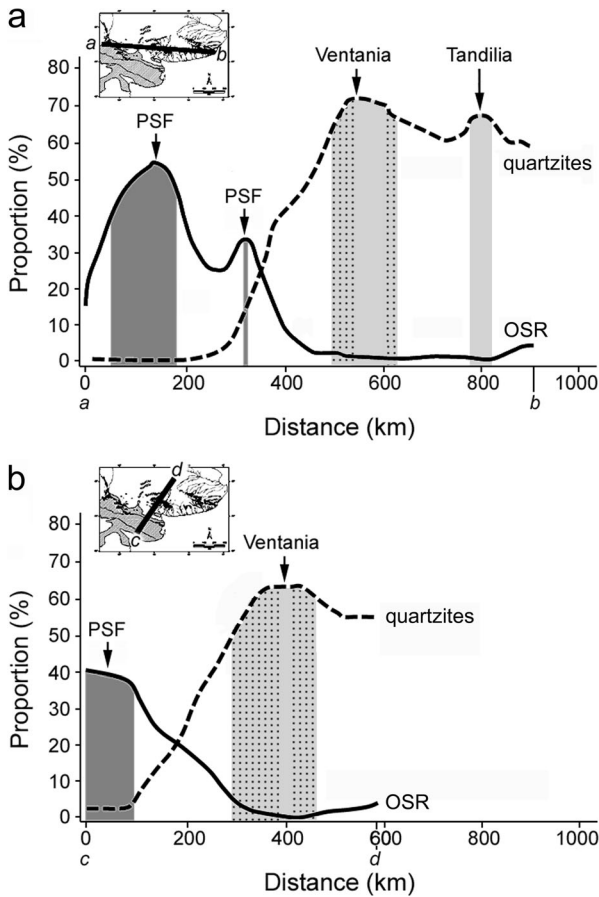 a
a
b
A
Ventania
Tandilia
80
70
60
50
40
30
20
10
0
Proportion (%)
PSF
PSF
quartzites
OSR
0
200
400
600
800
1000
a
b
Distance (km)
b
d
c
A
Ventania
80
70
60
50
40
30
20
10
0
Proportion (%)
PSF
quartzites
OSR
0
200
400
600
800
1000
c
d
Distance (km)